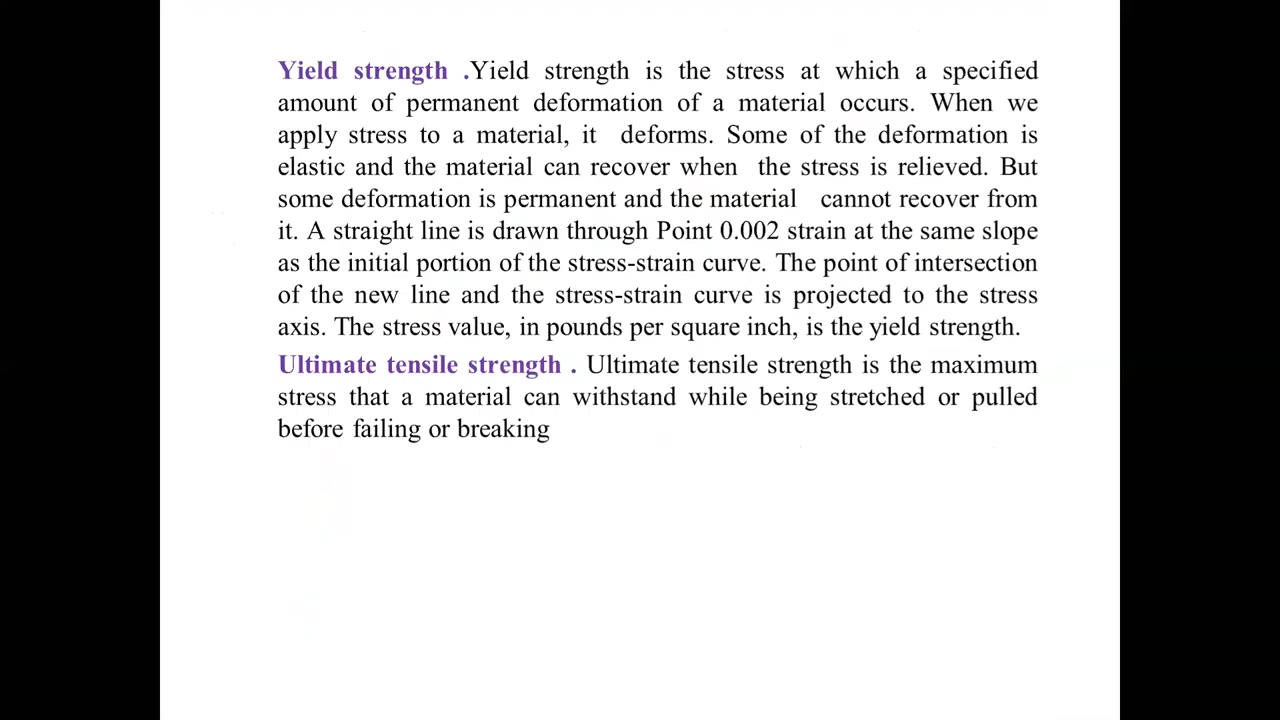 Yield strength .Yield strength is the stress at which a specified
amount of permanent deformation of a material occurs. When we
apply stress to a material, it deforms. Some of the deformation is
elastic and the material can recover when the stress is relieved. But
some deformation is permanent and the material cannot recover from
it. A straight line is drawn through Point 0.002 strain at the same slope
as the initial portion of the stress-strain curve. The point of intersection
of the new line and the stress-strain curve is projected to the stress
axis. The stress value, in pounds per square inch, is the yield strength.
Ultimate tensile strength . Ultimate tensile strength is the maximum
stress that a material can withstand while being stretched or pulled
before failing or breaking